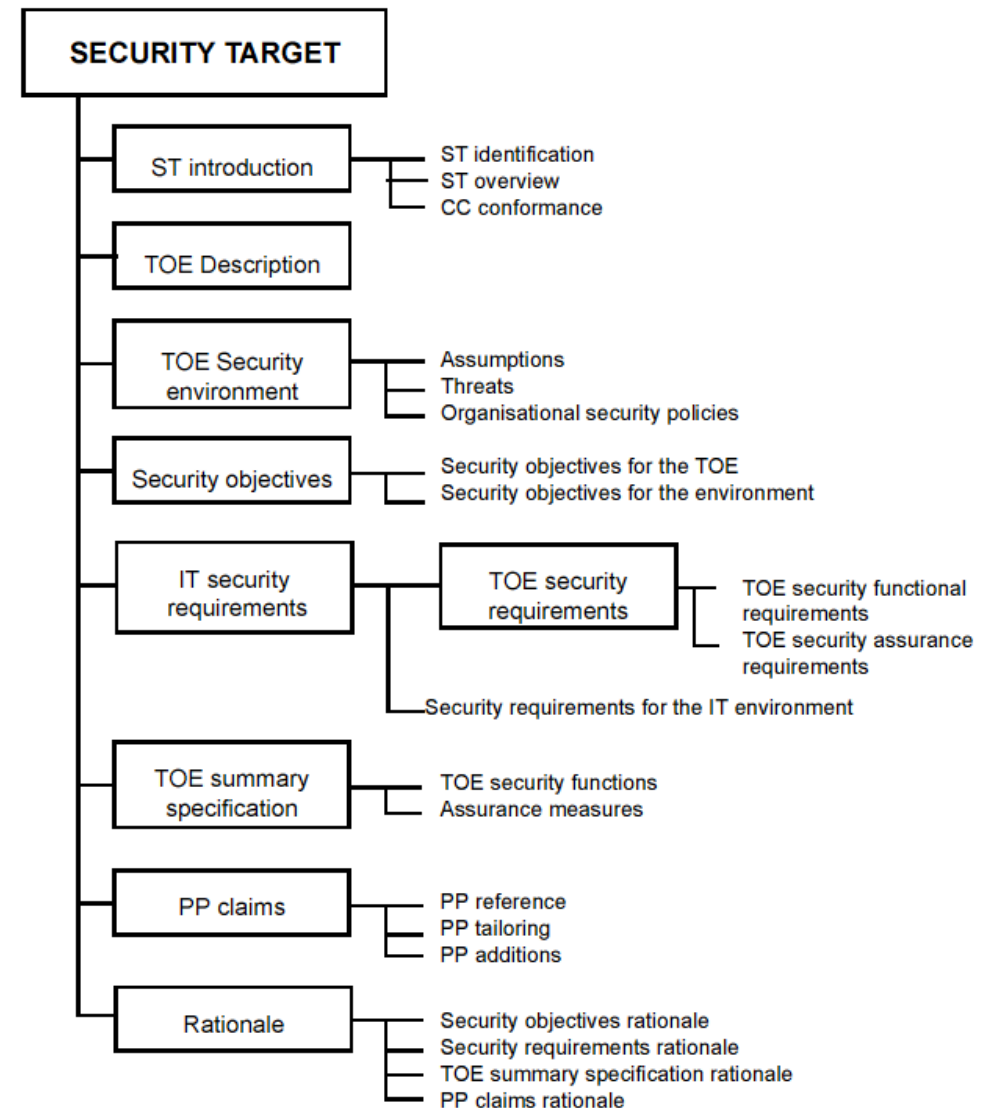 SECURITY TARGET
ST introduction
ST identification
ST overview
CC conformance
TOE Description
TOE Security
environment
Assumptions
Threats
Organisational security policies
Security objectives
Security objectives for the TOE
Security objectives for the environment
IT security
requirements
TOE security
requirements
TOE security functional
requirements
TOE security assurance
requirements
Security requirements for the IT environment
TOE summary
specification
TOE security functions
Assurance measures
PP claims
PP reference
PP tailoring
PP additions
Rationale
Security objectives rationale
Security requirements rationale
TOE summary specification rationale
PP claims rationale